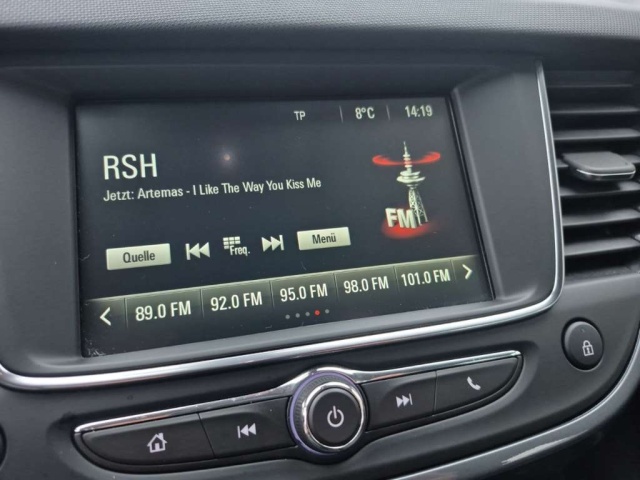 TP 8°C 14:19
RSH
Jetzt: Artemas - I Like The Way You Kiss Me
FM
Quelle Freq. Menü
89.0 FM 92.0 FM 95.0 FM 98.0 FM 101.0 FM